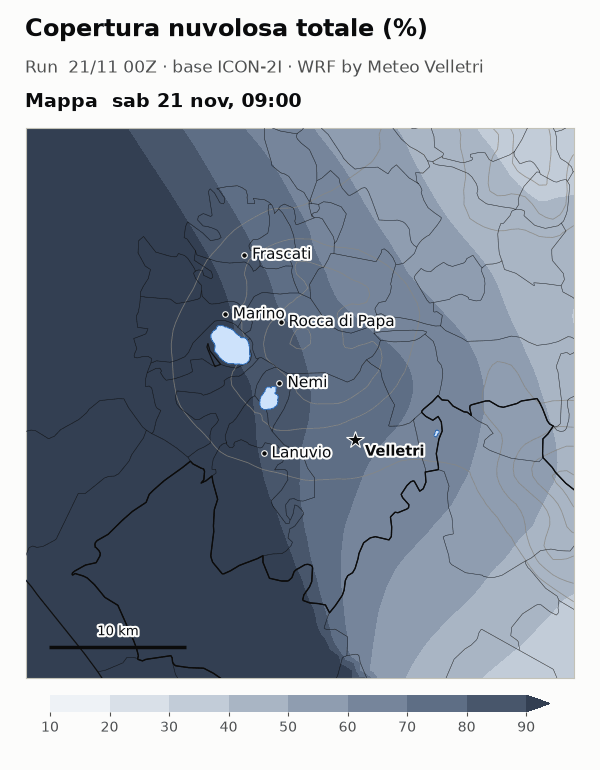 Copertura nuvolosa totale (%)
Run  21/11 00Z · base ICON-2I · WRF by Meteo Velletri
Mappa  sab 21 nov, 09:00
Frascati
Marino
Rocca di Papa
Nemi
Velletri
Lanuvio
10 km
10 20 30 40 50 60 70 80 90